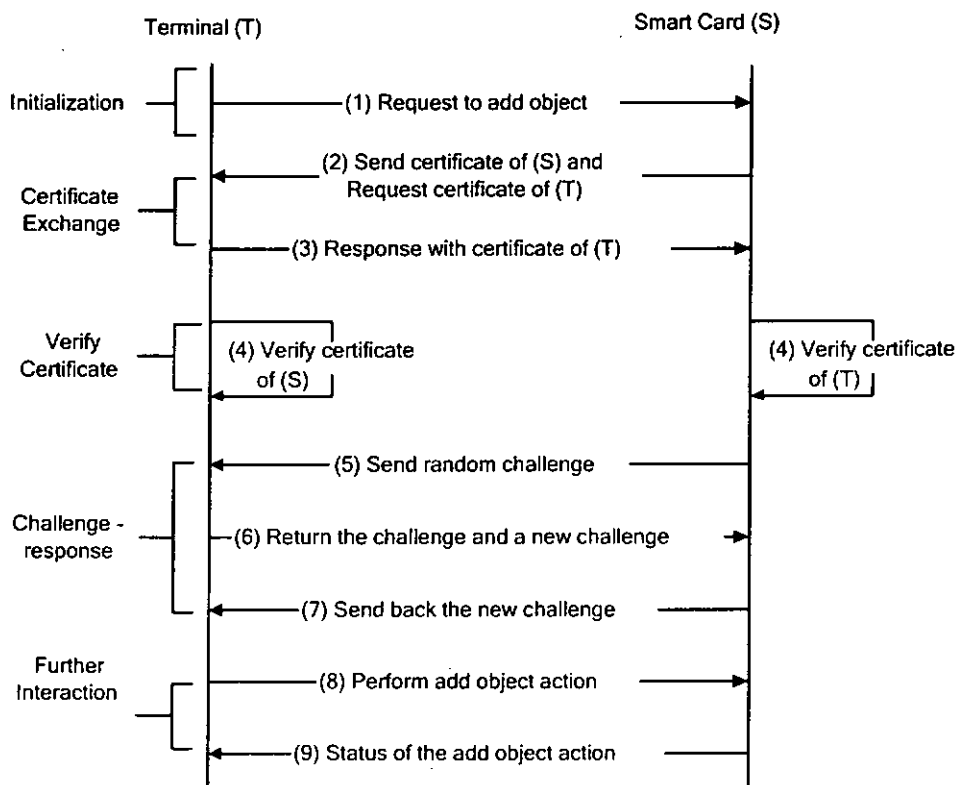 Terminal (T)
Smart Card (S)
Initialization
(1) Request to add object
(2) Send certificate of (S) and
Request certificate of (T)
Certificate
Exchange
(3) Response with certificate of (T)
Verify
Certificate
(4) Verify certificate
of (S)
(4) Verify certificate
of (T)
(5) Send random challenge
Challenge -
response
(6) Return the challenge and a new challenge
(7) Send back the new challenge
Further
Interaction
(8) Perform add object action
(9) Status of the add object action